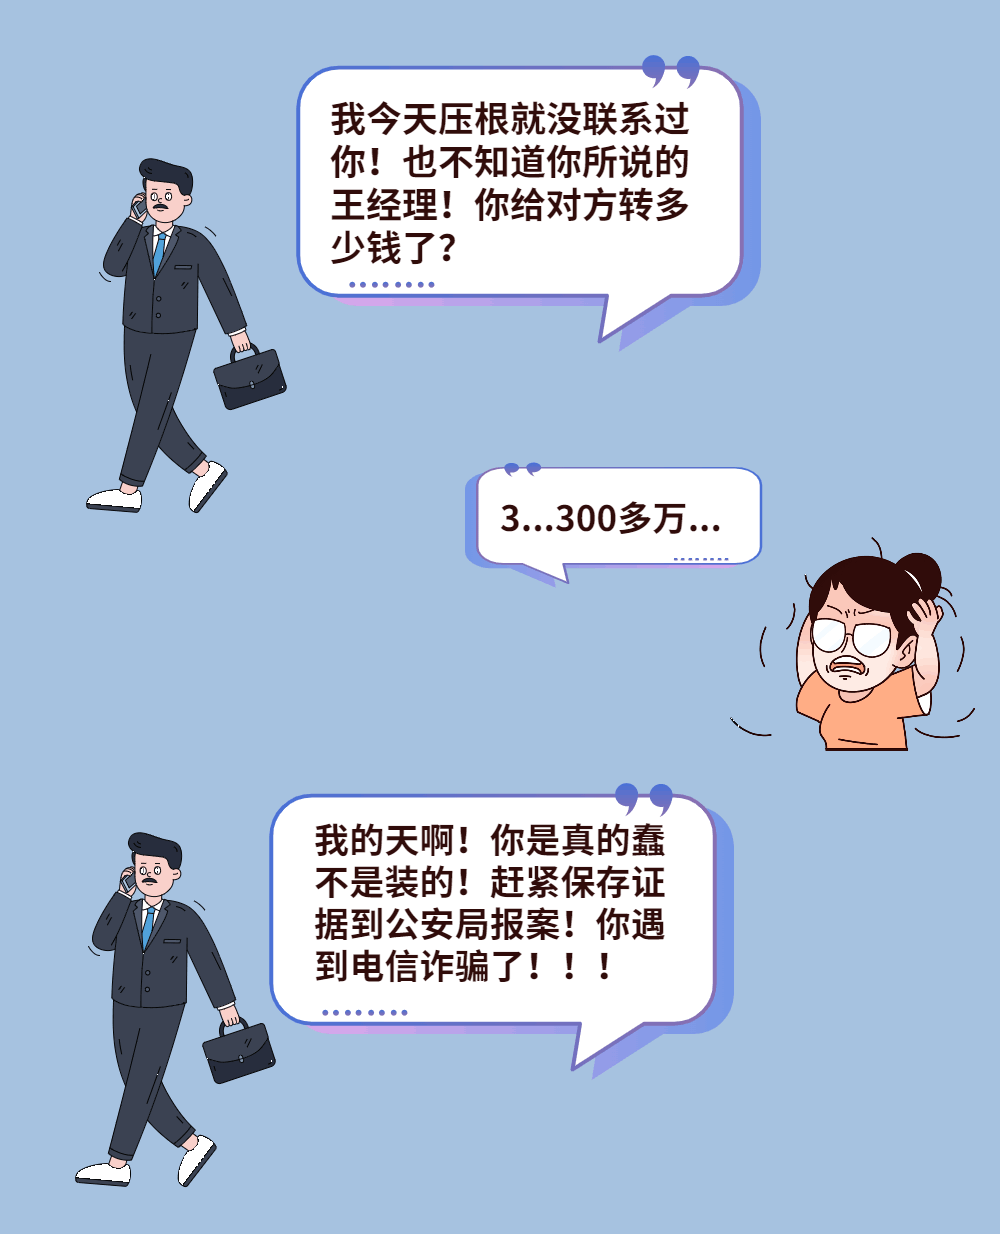 我今天压根就没联系过
你！也不知道你所说的
王经理！你给对方转多
少钱了？
3...300多万...
我的天啊！你是真的蠢
不是装的！赶紧保存证
据到公安局报案！你遇
到电信诈骗了！！！